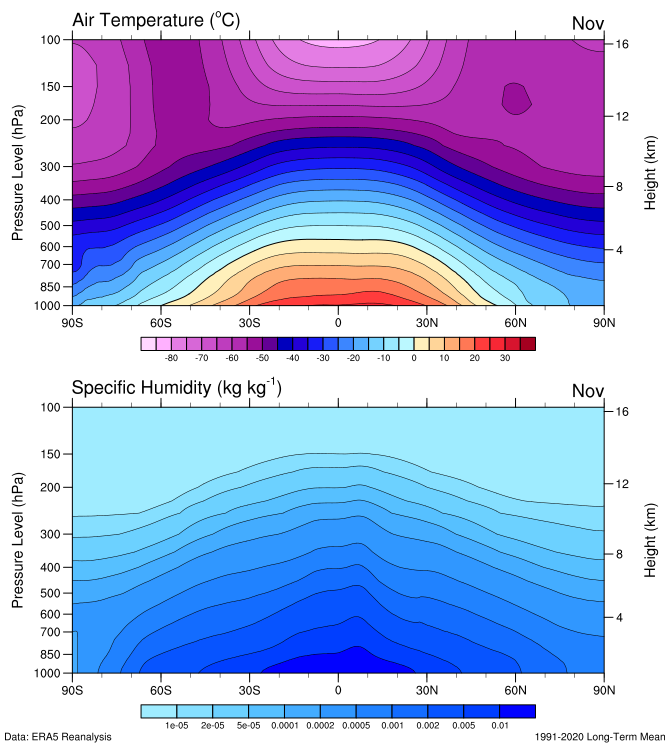 Air Temperature (°C) Nov
100 16
150
200 12
300
8
400
500
600 4
700
850
1000
Pressure Level (hPa)
Height (km)
90S 60S 30S 0 30N 60N 90N
-80 -70 -60 -50 -40 -30 -20 -10 0 10 20 30
Specific Humidity (kg kg⁻¹) Nov
100 16
150
200 12
300
8
400
500
600 4
700
850
1000
Pressure Level (hPa)
Height (km)
90S 60S 30S 0 30N 60N 90N
1e-05 2e-05 5e-05 0.0001 0.0002 0.0005 0.001 0.002 0.005 0.01
Data: ERA5 Reanalysis 1991-2020 Long-Term Mean